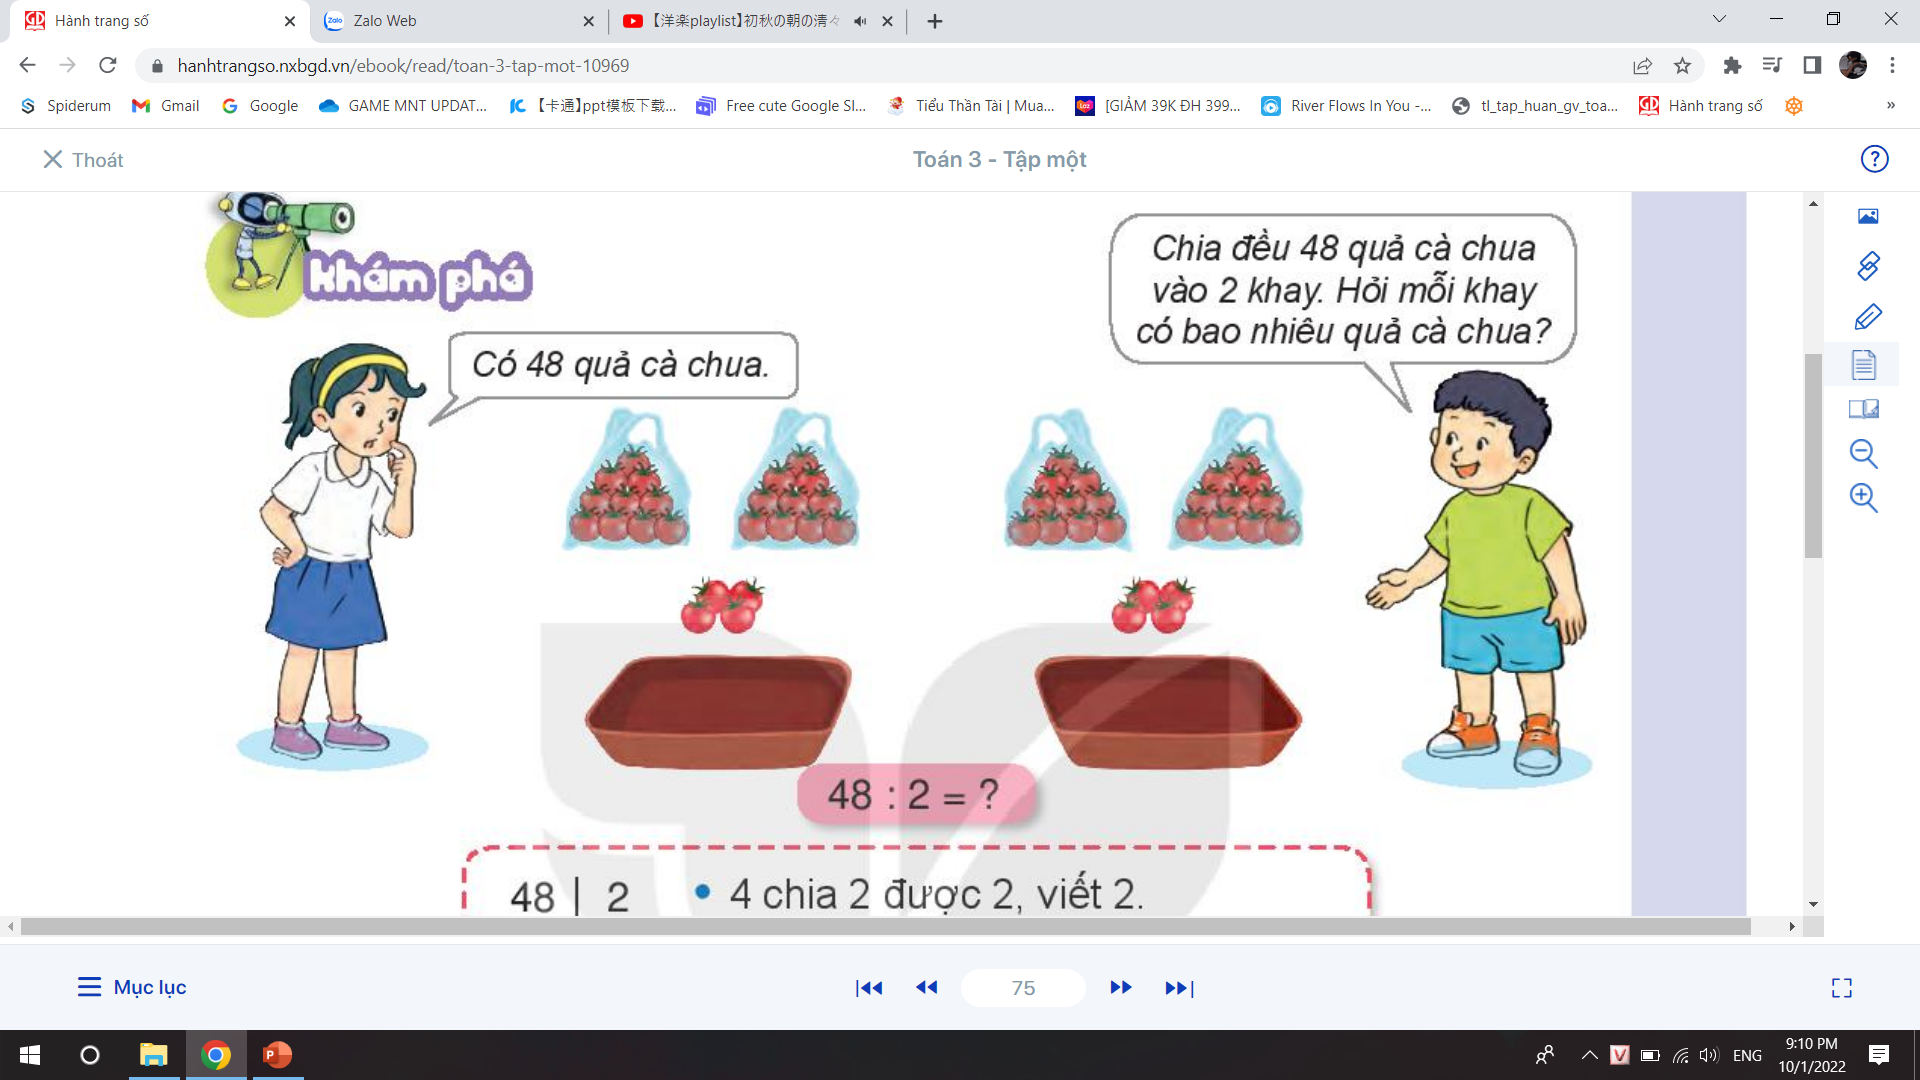 Hành trang số
Zalo Web
【洋楽playlist】初秋の朝の清々
hanhtrangso.nxbgd.vn/ebook/read/toan-3-tap-mot-10969
Spiderum
Gmail
Google
GAME MNT UPDAT...
【卡通】ppt模板下载...
Free cute Google Sl...
Tiểu Thần Tài | Mua...
[GIẢM 39K ĐH 399...
River Flows In You -...
tl_tap_huan_gv_toa...
Hành trang số
»
Thoát
Toán 3 - Tập một
khám phá
Chia đều 48 quả cà chua
vào 2 khay. Hỏi mỗi khay
có bao nhiêu quả cà chua?
Có 48 quả cà chua.
48 : 2 = ?
48 | 2
• 4 chia 2 được 2, viết 2.
Mục lục
75
ENG
9:10 PM
10/1/2022